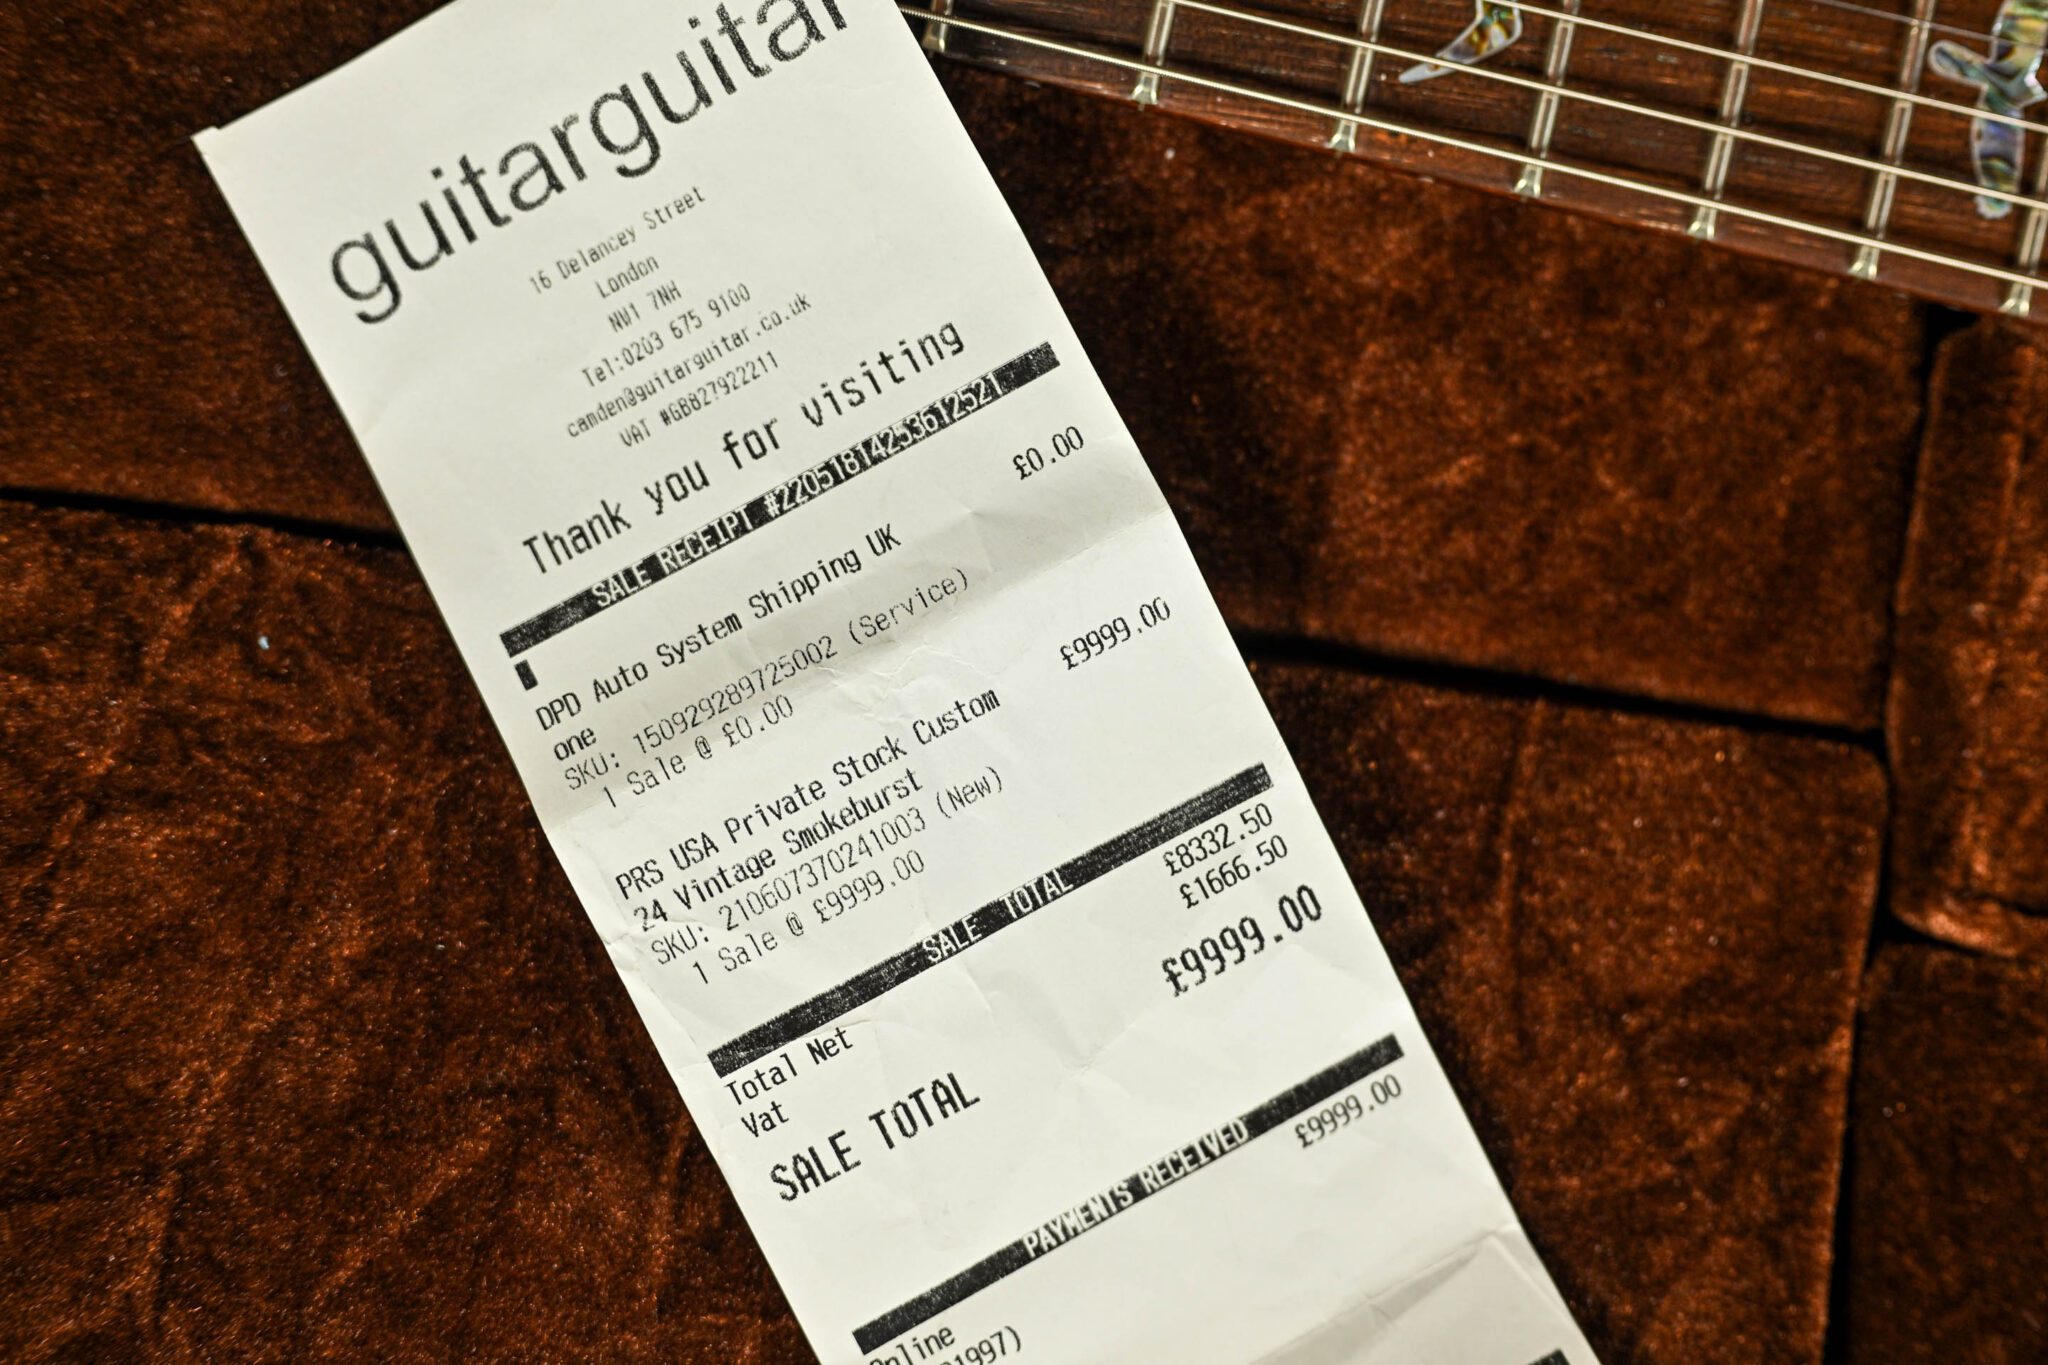 guitarguitar
16 Delancey Street
London
NW1 7NH
Tel:0203 675 9100
camden@guitarguitar.co.uk
VAT #GB827922211
Thank you for visiting
SALE RECEIPT #22051814253612521
DPD Auto System Shipping UK £0.00
one
SKU: 150929289725002 (Service)
1 Sale @ £0.00
PRS USA Private Stock Custom £9999.00
24 Vintage Smokeburst
SKU: 210607370241003 (New)
1 Sale @ £9999.00
SALE TOTAL
Total Net £8332.50
Vat £1666.50
SALE TOTAL £9999.00
PAYMENTS RECEIVED
Online £9999.00
1997)